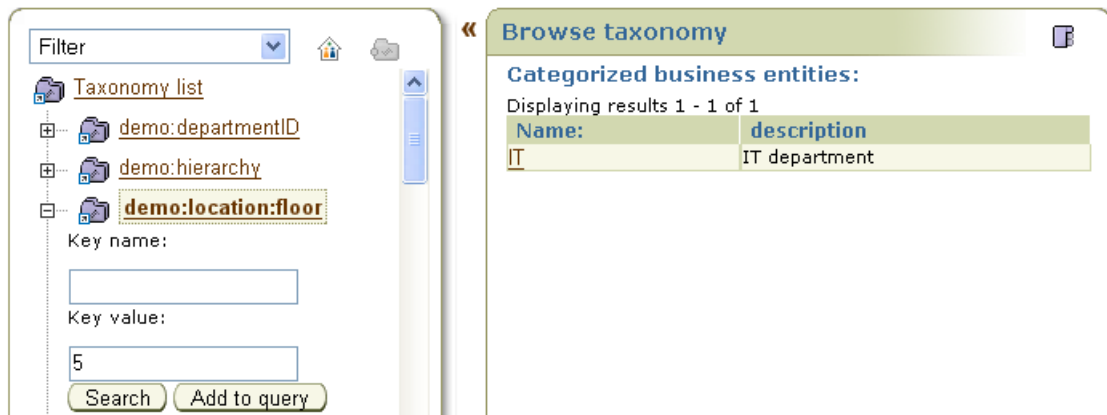 Filter
Taxonomy list
demo:departmentID
demo:hierarchy
demo:location:floor
Key name:
Key value:
5
Search Add to query
«
Browse taxonomy
Categorized business entities:
Displaying results 1 - 1 of 1
Name: description
IT IT department